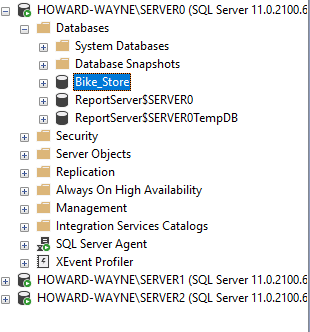 HOWARD-WAYNE\SERVER0 (SQL Server 11.0.2100.6
Databases
System Databases
Database Snapshots
Bike_Store
ReportServer$SERVER0
ReportServer$SERVER0TempDB
Security
Server Objects
Replication
Always On High Availability
Management
Integration Services Catalogs
SQL Server Agent
XEvent Profiler
HOWARD-WAYNE\SERVER1 (SQL Server 11.0.2100.6
HOWARD-WAYNE\SERVER2 (SQL Server 11.0.2100.6